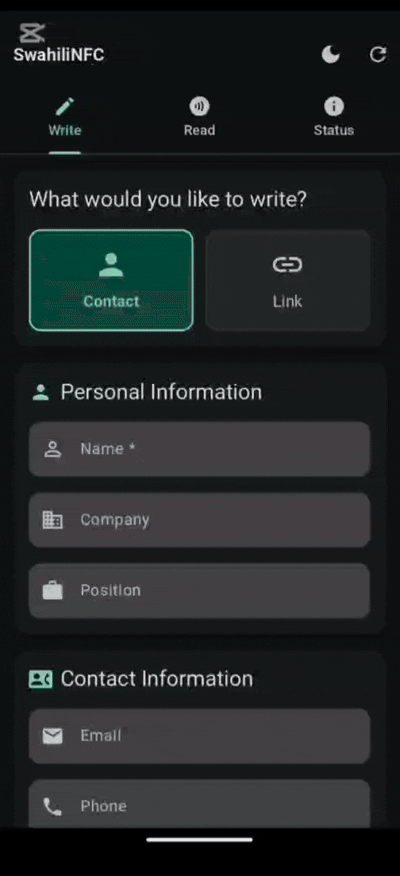 SwahiliNFC
Write
Read
Status
What would you like to write?
Contact
Link
Personal Information
Name *
Company
Position
Contact Information
Email
Phone